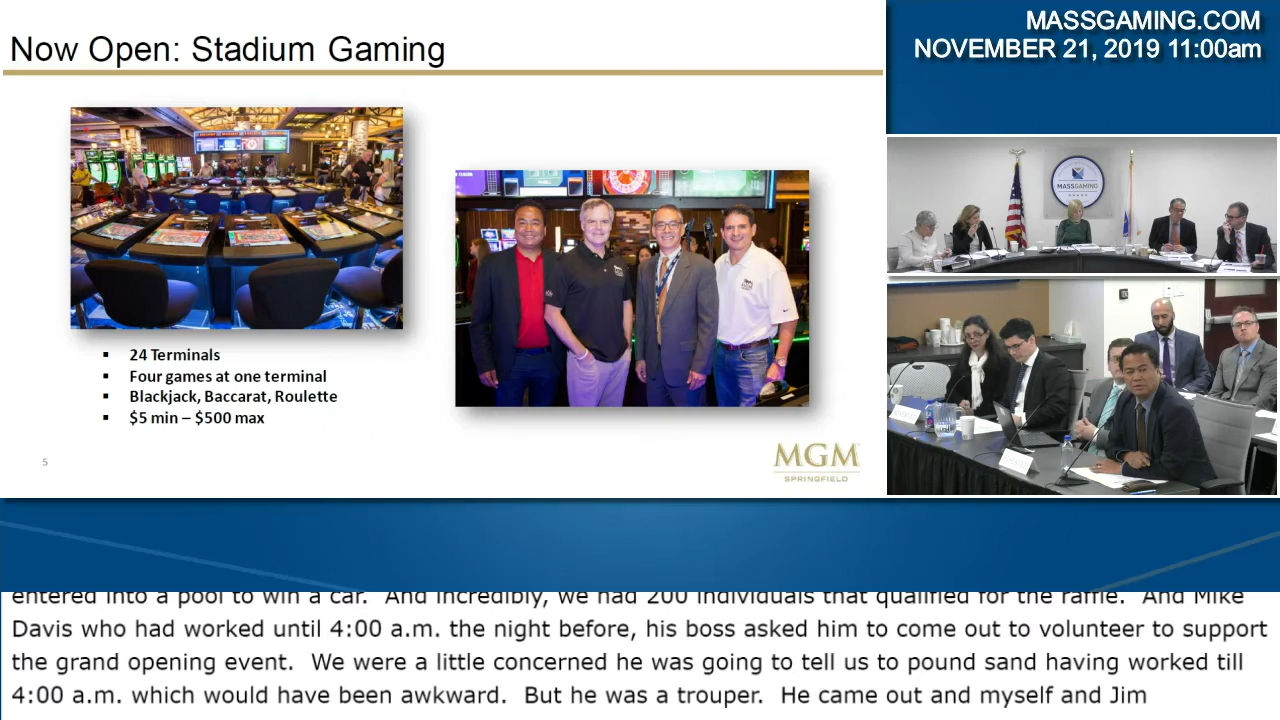 Now Open: Stadium Gaming
MASSGAMING.COM
NOVEMBER 21, 2019 11:00am
MASSGAMING
24 Terminals
Four games at one terminal
Blackjack, Baccarat, Roulette
$5 min – $500 max
5
MGM
SPRINGFIELD
entered into a pool to win a car. And incredibly, we had 200 individuals that qualified for the raffle. And Mike
Davis who had worked until 4:00 a.m. the night before, his boss asked him to come out to volunteer to support
the grand opening event. We were a little concerned he was going to tell us to pound sand having worked till
4:00 a.m. which would have been awkward. But he was a trouper. He came out and myself and Jim